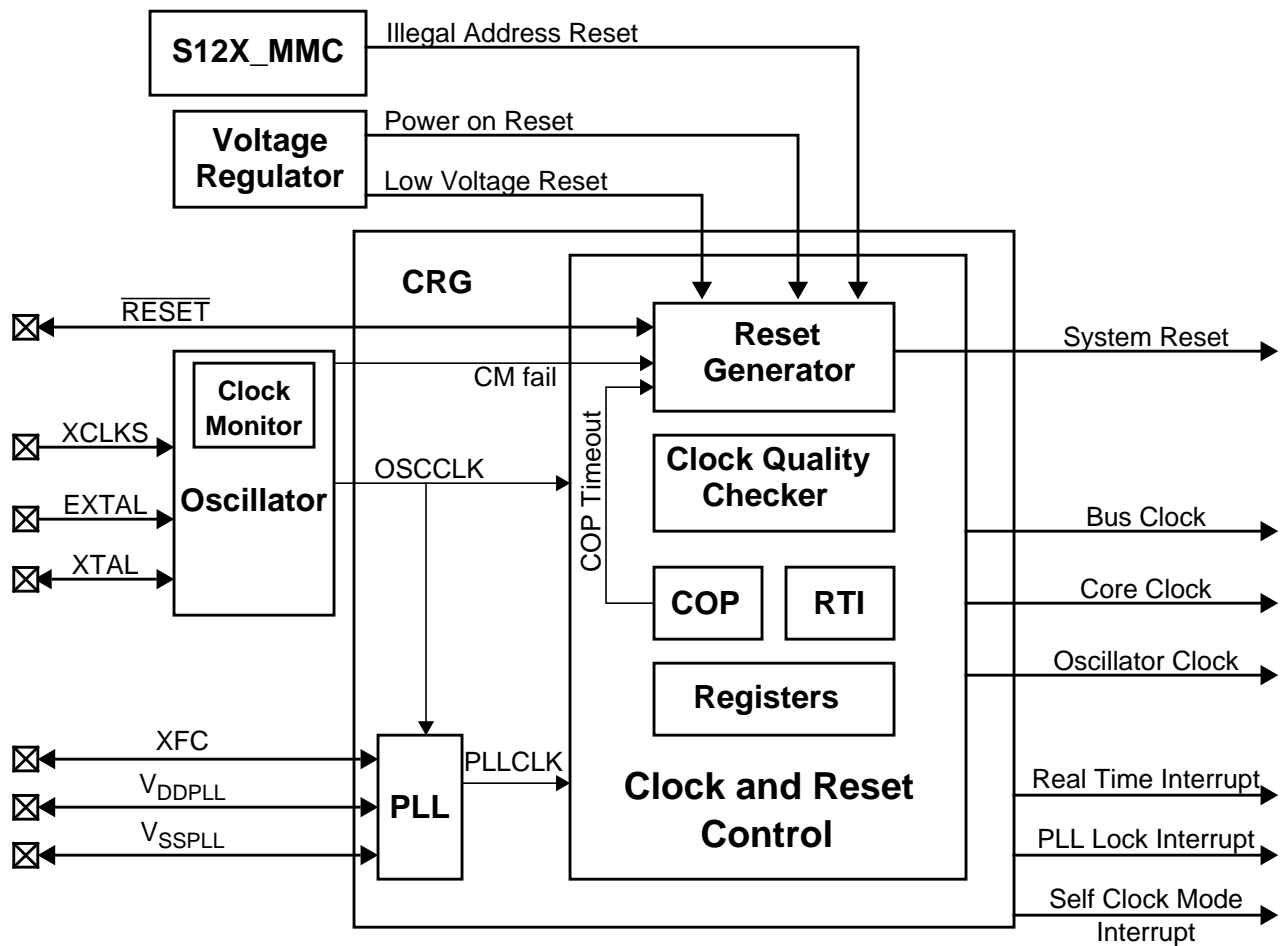 S12X_MMC
Illegal Address Reset
Voltage
Regulator
Power on Reset
Low Voltage Reset
CRG
RESET
Reset
Generator
System Reset
CM fail
Clock
Monitor
XCLKS
COP Timeout
Clock Quality
Checker
OSCCLK
EXTAL
Oscillator
Bus Clock
XTAL
COP
RTI
Core Clock
Oscillator Clock
Registers
XFC
PLLCLK
VDDPLL
PLL
VSSPLL
Clock and Reset
Control
Real Time Interrupt
PLL Lock Interrupt
Self Clock Mode
Interrupt